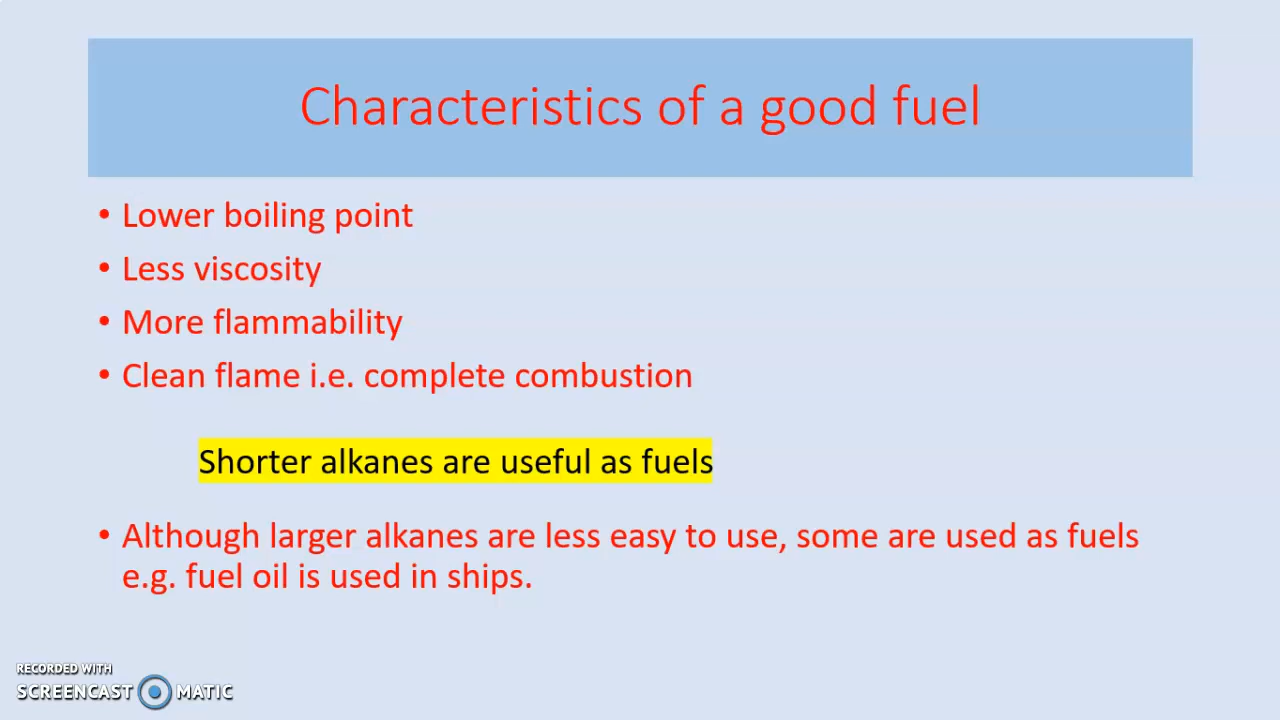 Characteristics of a good fuel
• Lower boiling point
• Less viscosity
• More flammability
• Clean flame i.e. complete combustion
Shorter alkanes are useful as fuels
• Although larger alkanes are less easy to use, some are used as fuels
e.g. fuel oil is used in ships.
RECORDED WITH
SCREENCAST MATIC